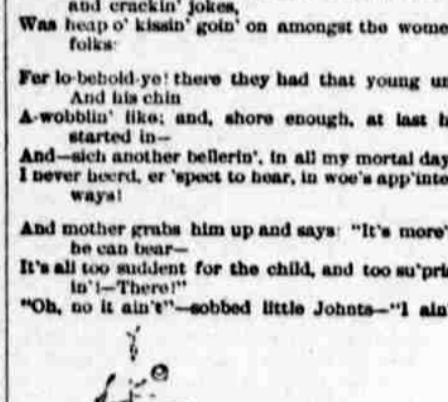 and crackin' jokes,
Was heap o' kissin' goin' on amongst the wome
folks:
Fer lo-behold-ye! there they had that young un
And his chin
A-wobblin' like; and, shore enough, at last h
started in—
And—sich another bellerin', in all my mortal day
I never heerd, er 'spect to hear, in woe's app'inte
ways!
And mother grabs him up and says: "It's more'
he can bear—
It's all too suddent for the child, and too su'pri
in'!—There!"
"Oh, no it ain't"—sobbed little Johnts—"I ain'